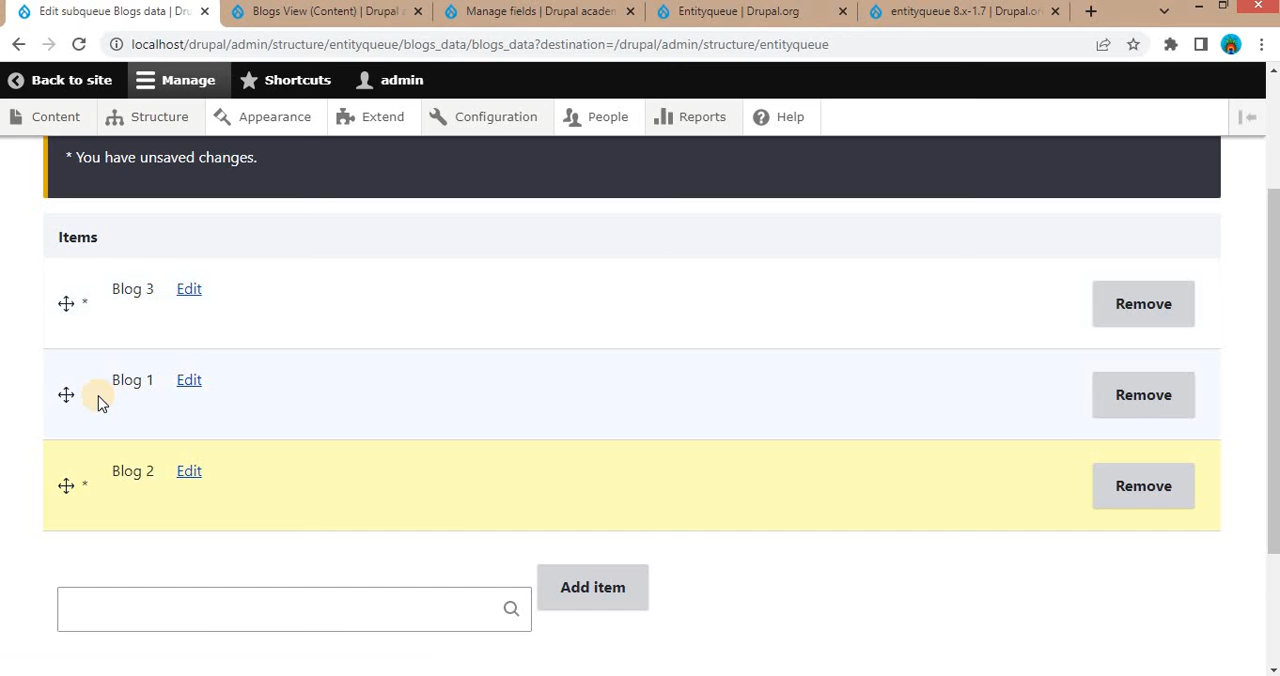 Edit subqueue Blogs data | Dru
Blogs View (Content) | Drupal a
Manage fields | Drupal academ
Entityqueue | Drupal.org
entityqueue 8.x-1.7 | Drupal.or
localhost/drupal/admin/structure/entityqueue/blogs_data/blogs_data?destination=/drupal/admin/structure/entityqueue
Back to site
Manage
Shortcuts
admin
Content
Structure
Appearance
Extend
Configuration
People
Reports
Help
* You have unsaved changes.
Items
* Blog 3 Edit Remove
Blog 1 Edit Remove
* Blog 2 Edit Remove
Add item